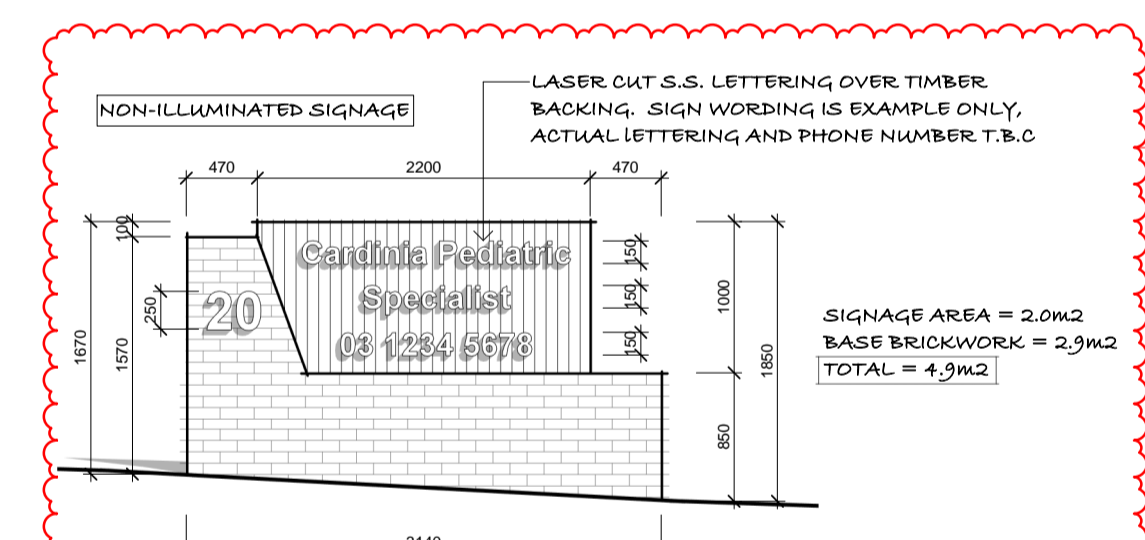 LASER CUT S.S. LETTERING OVER TIMBER
BACKING. SIGN WORDING IS EXAMPLE ONLY,
ACTUAL lETTERING AND PHONE NUMBER T.B.C
NON-ILLUMINATED SIGNAGE
470
2200
470
100
1670
1570
250
20
Cardinia Pediatric
Specialist
03 1234 5678
150
150
150
1000
850
1850
SIGNAGE AREA = 2.0m2
BASE BRICKWORK = 2.9m2
TOTAL = 4.9m2